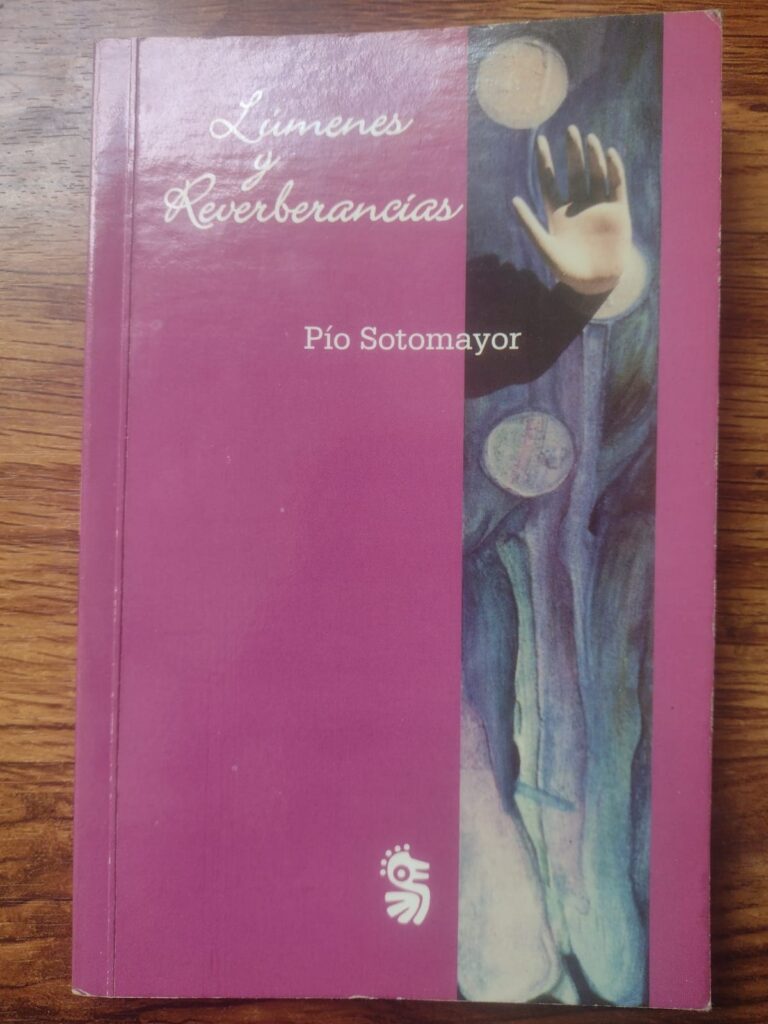 Lúmenes
y
Reverberancias
Pío Sotomayor